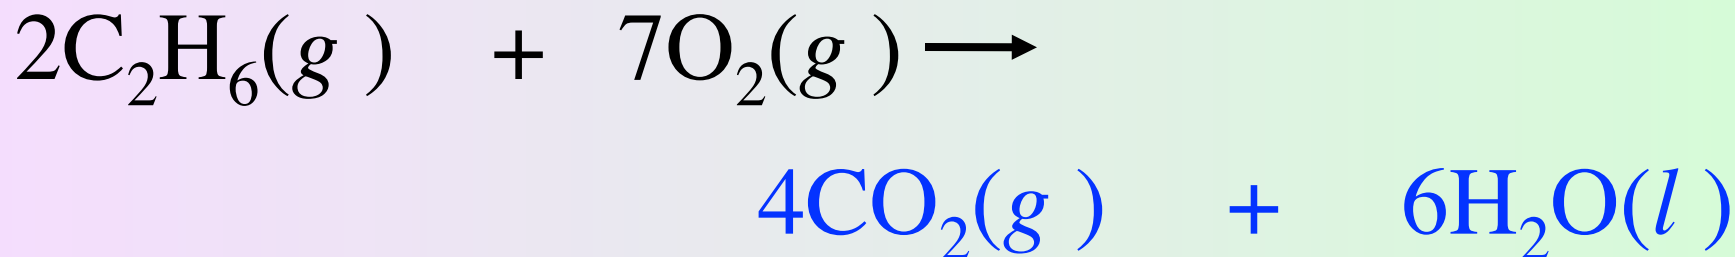 2C₂H₆(g) + 7O₂(g) ⟶
4CO₂(g) + 6H₂O(l)